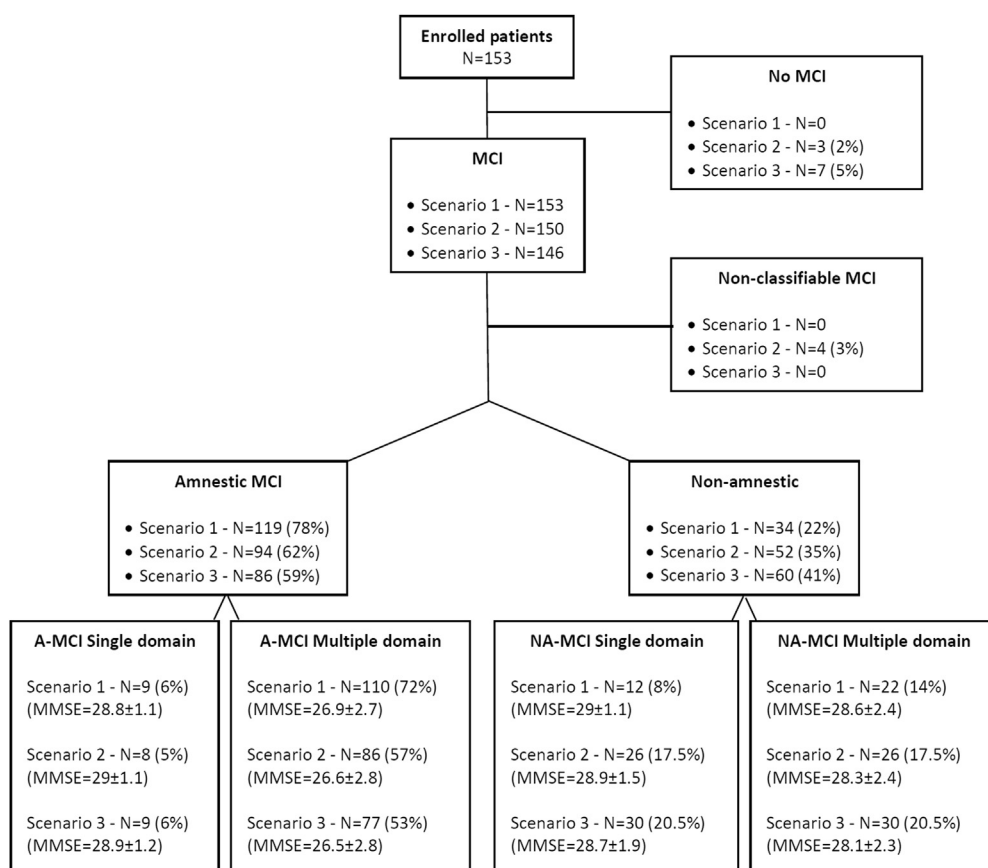 Enrolled patients
N=153
No MCI
• Scenario 1 - N=0
• Scenario 2 - N=3 (2%)
• Scenario 3 - N=7 (5%)
MCI
• Scenario 1 - N=153
• Scenario 2 - N=150
• Scenario 3 - N=146
Non-classifiable MCI
• Scenario 1 - N=0
• Scenario 2 - N=4 (3%)
• Scenario 3 - N=0
Amnestic MCI
• Scenario 1 - N=119 (78%)
• Scenario 2 - N=94 (62%)
• Scenario 3 - N=86 (59%)
Non-amnestic
• Scenario 1 - N=34 (22%)
• Scenario 2 - N=52 (35%)
• Scenario 3 - N=60 (41%)
A-MCI Single domain
Scenario 1 - N=9 (6%)
(MMSE=28.8±1.1)
Scenario 2 - N=8 (5%)
(MMSE=29±1.1)
Scenario 3 - N=9 (6%)
(MMSE=28.9±1.2)
A-MCI Multiple domain
Scenario 1 - N=110 (72%)
(MMSE=26.9±2.7)
Scenario 2 - N=86 (57%)
(MMSE=26.6±2.8)
Scenario 3 - N=77 (53%)
(MMSE=26.5±2.8)
NA-MCI Single domain
Scenario 1 - N=12 (8%)
(MMSE=29±1.1)
Scenario 2 - N=26 (17.5%)
(MMSE=28.9±1.5)
Scenario 3 - N=30 (20.5%)
(MMSE=28.7±1.9)
NA-MCI Multiple domain
Scenario 1 - N=22 (14%)
(MMSE=28.6±2.4)
Scenario 2 - N=26 (17.5%)
(MMSE=28.3±2.4)
Scenario 3 - N=30 (20.5%)
(MMSE=28.1±2.3)